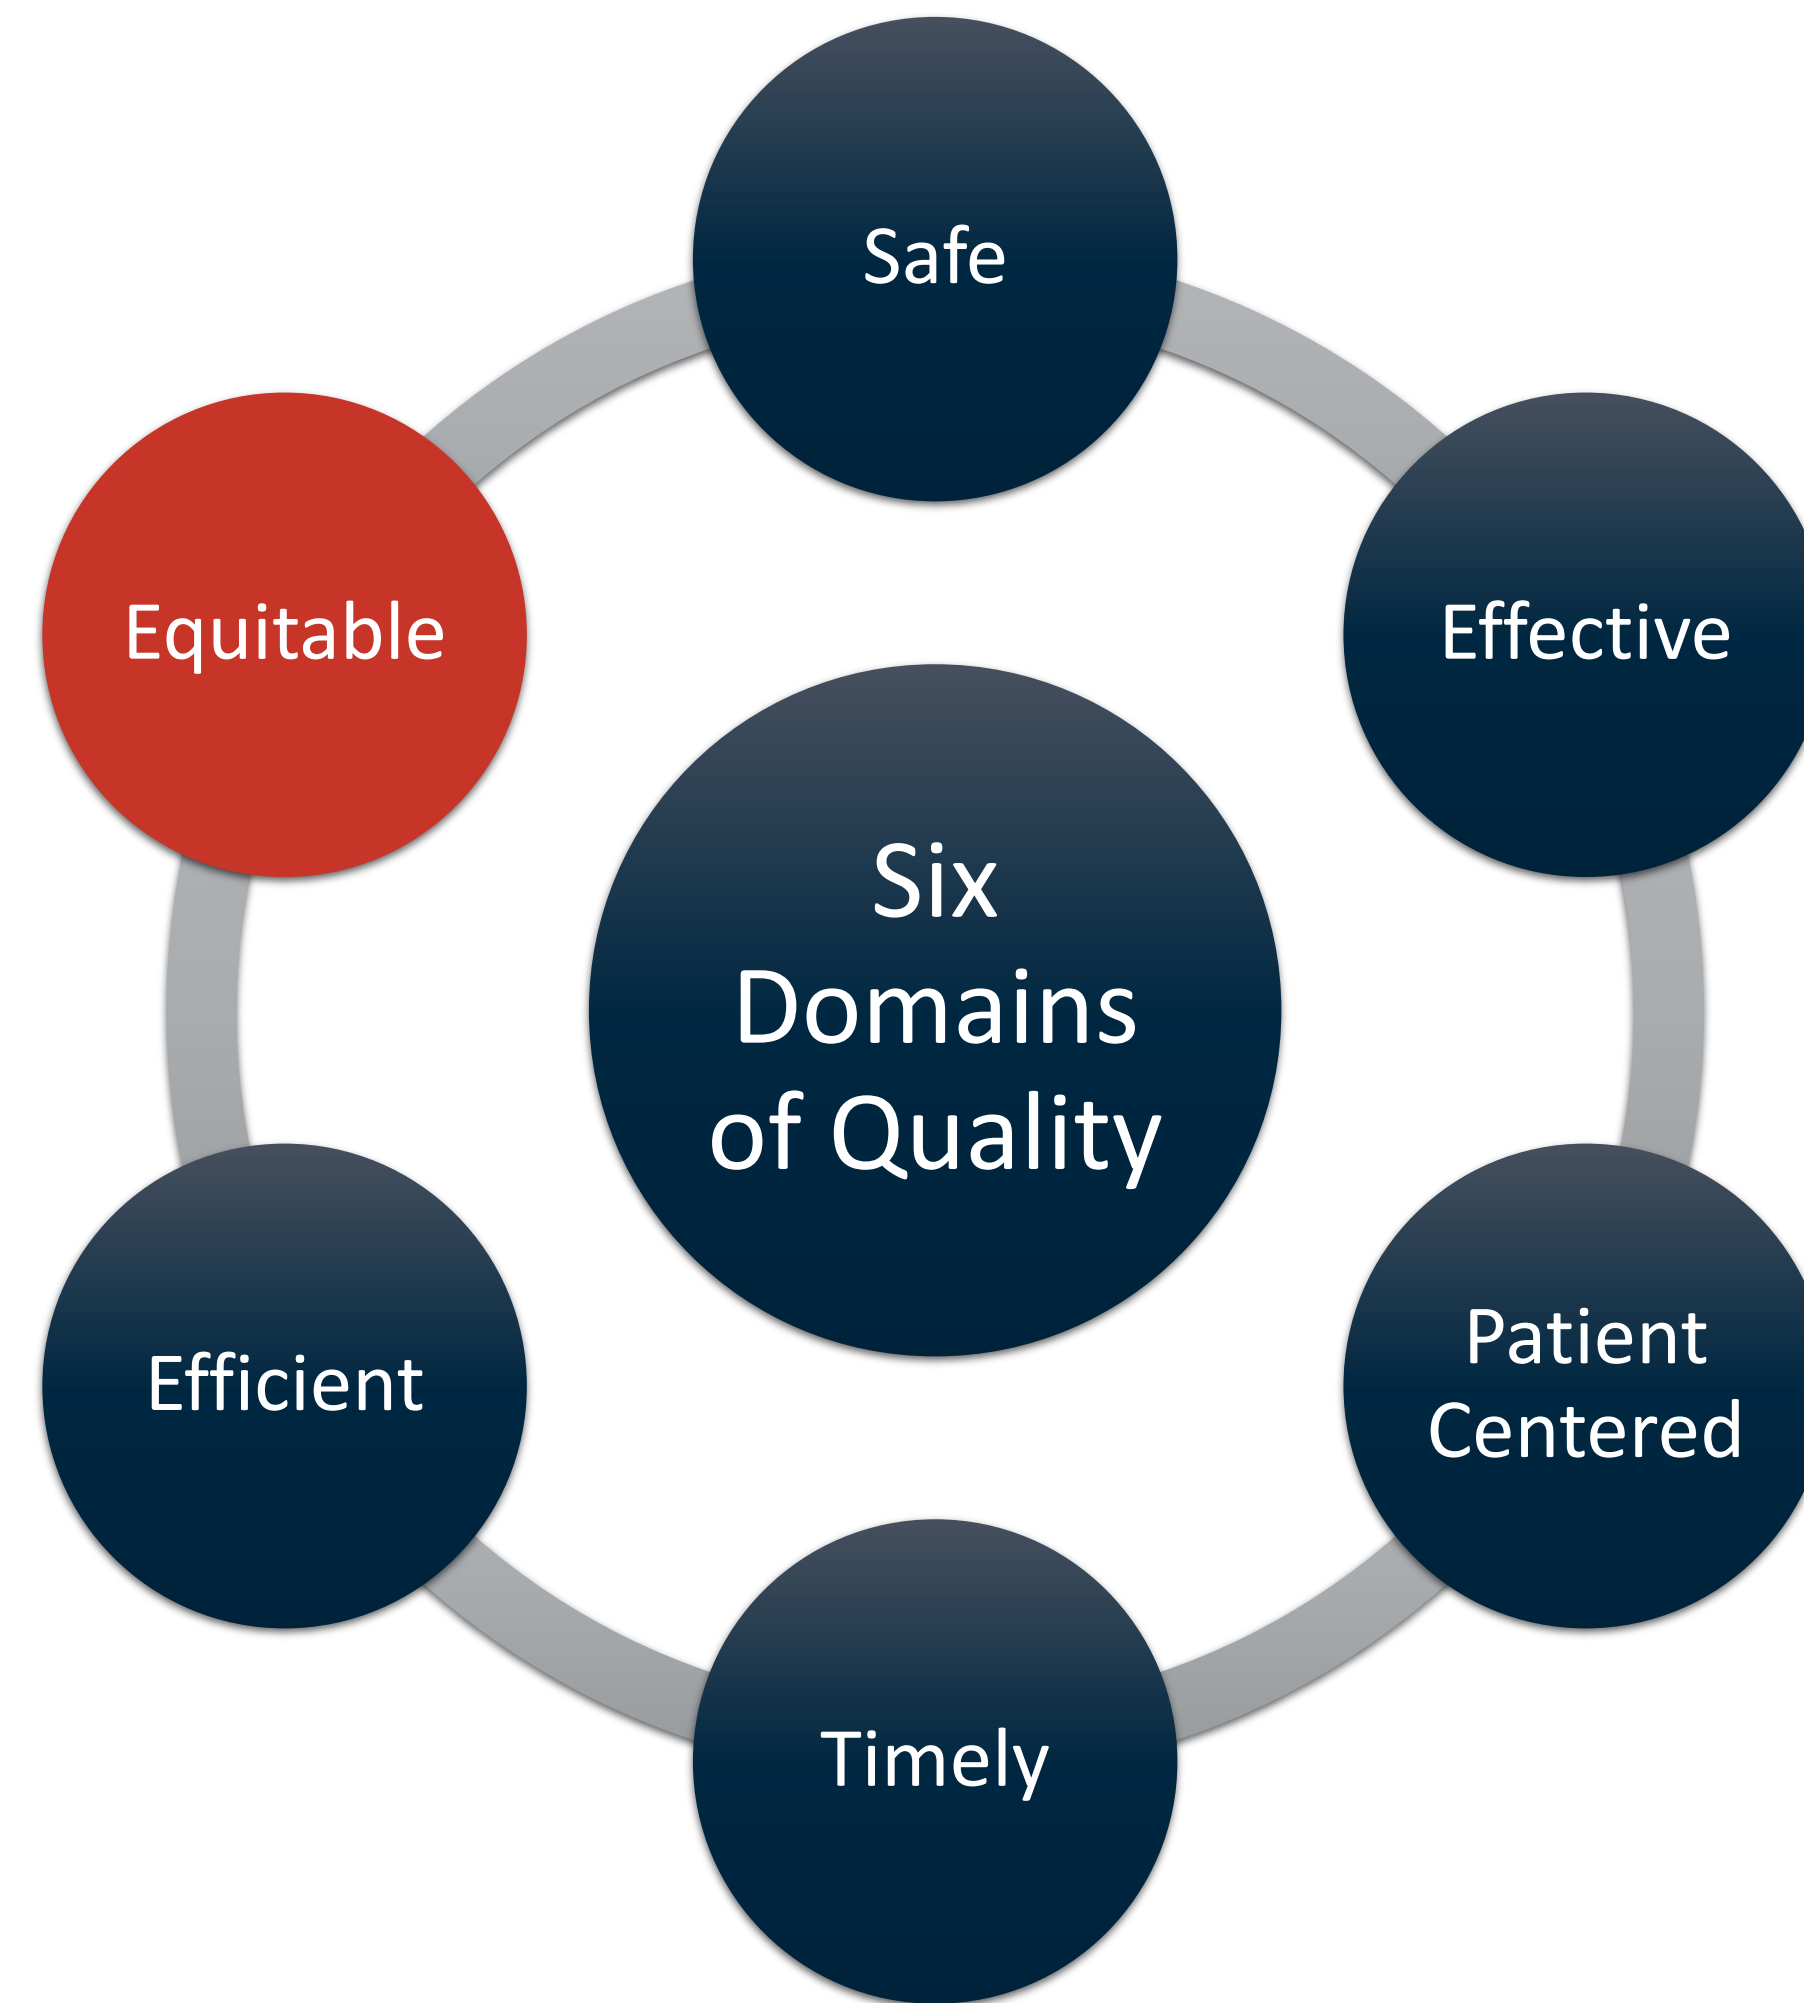 Safe
Effective
Patient
Centered
Timely
Efficient
Equitable
Six
Domains
of Quality